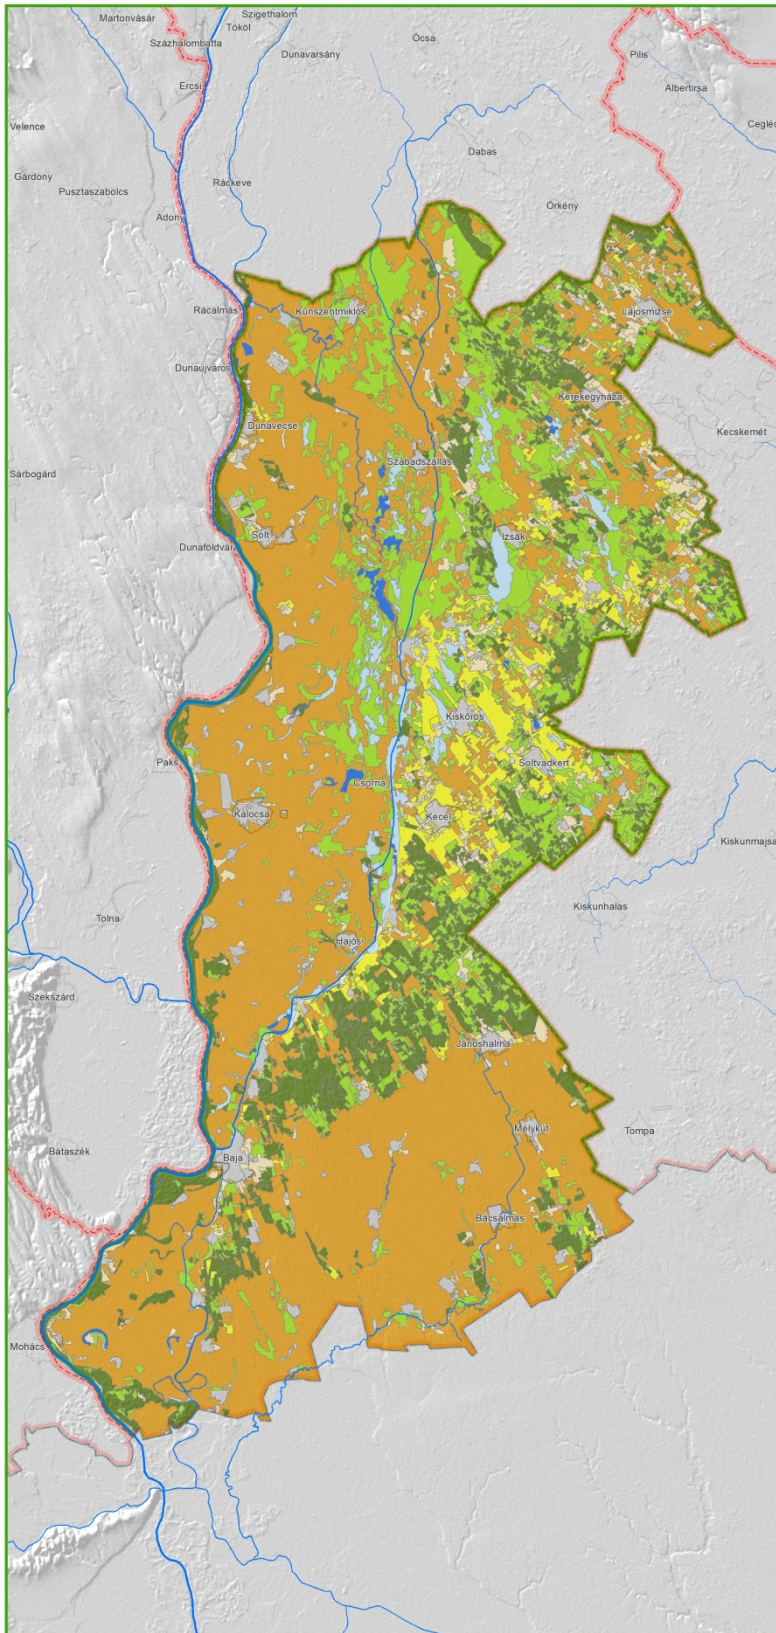 Martonvásár
Szigethalom
Tököl
Százhalombatta
Ócsa
Dunavarsány
Pilis
Ercsi
Albertirsa
Velence
Dabas
Gárdony
Ráckeve
Pusztaszabolcs
Örkény
Adony
Rácalmás
Kunszentmiklós
Lajosmizse
Dunaújváros
Kerekegyháza
Dunavecse
Kecskemét
Szabadszállás
Sárbogárd
Solt
Izsák
Dunaföldvár
Kiskőrös
Paks
Soltvadkert
Csorna
Kalocsa
Kecel
Kiskunmajsa
Kiskunhalas
Tolna
Hajós
Szekszárd
Jánoshalma
Mélykút
Tompa
Bátaszék
Baja
Bácsalmás
Mohács